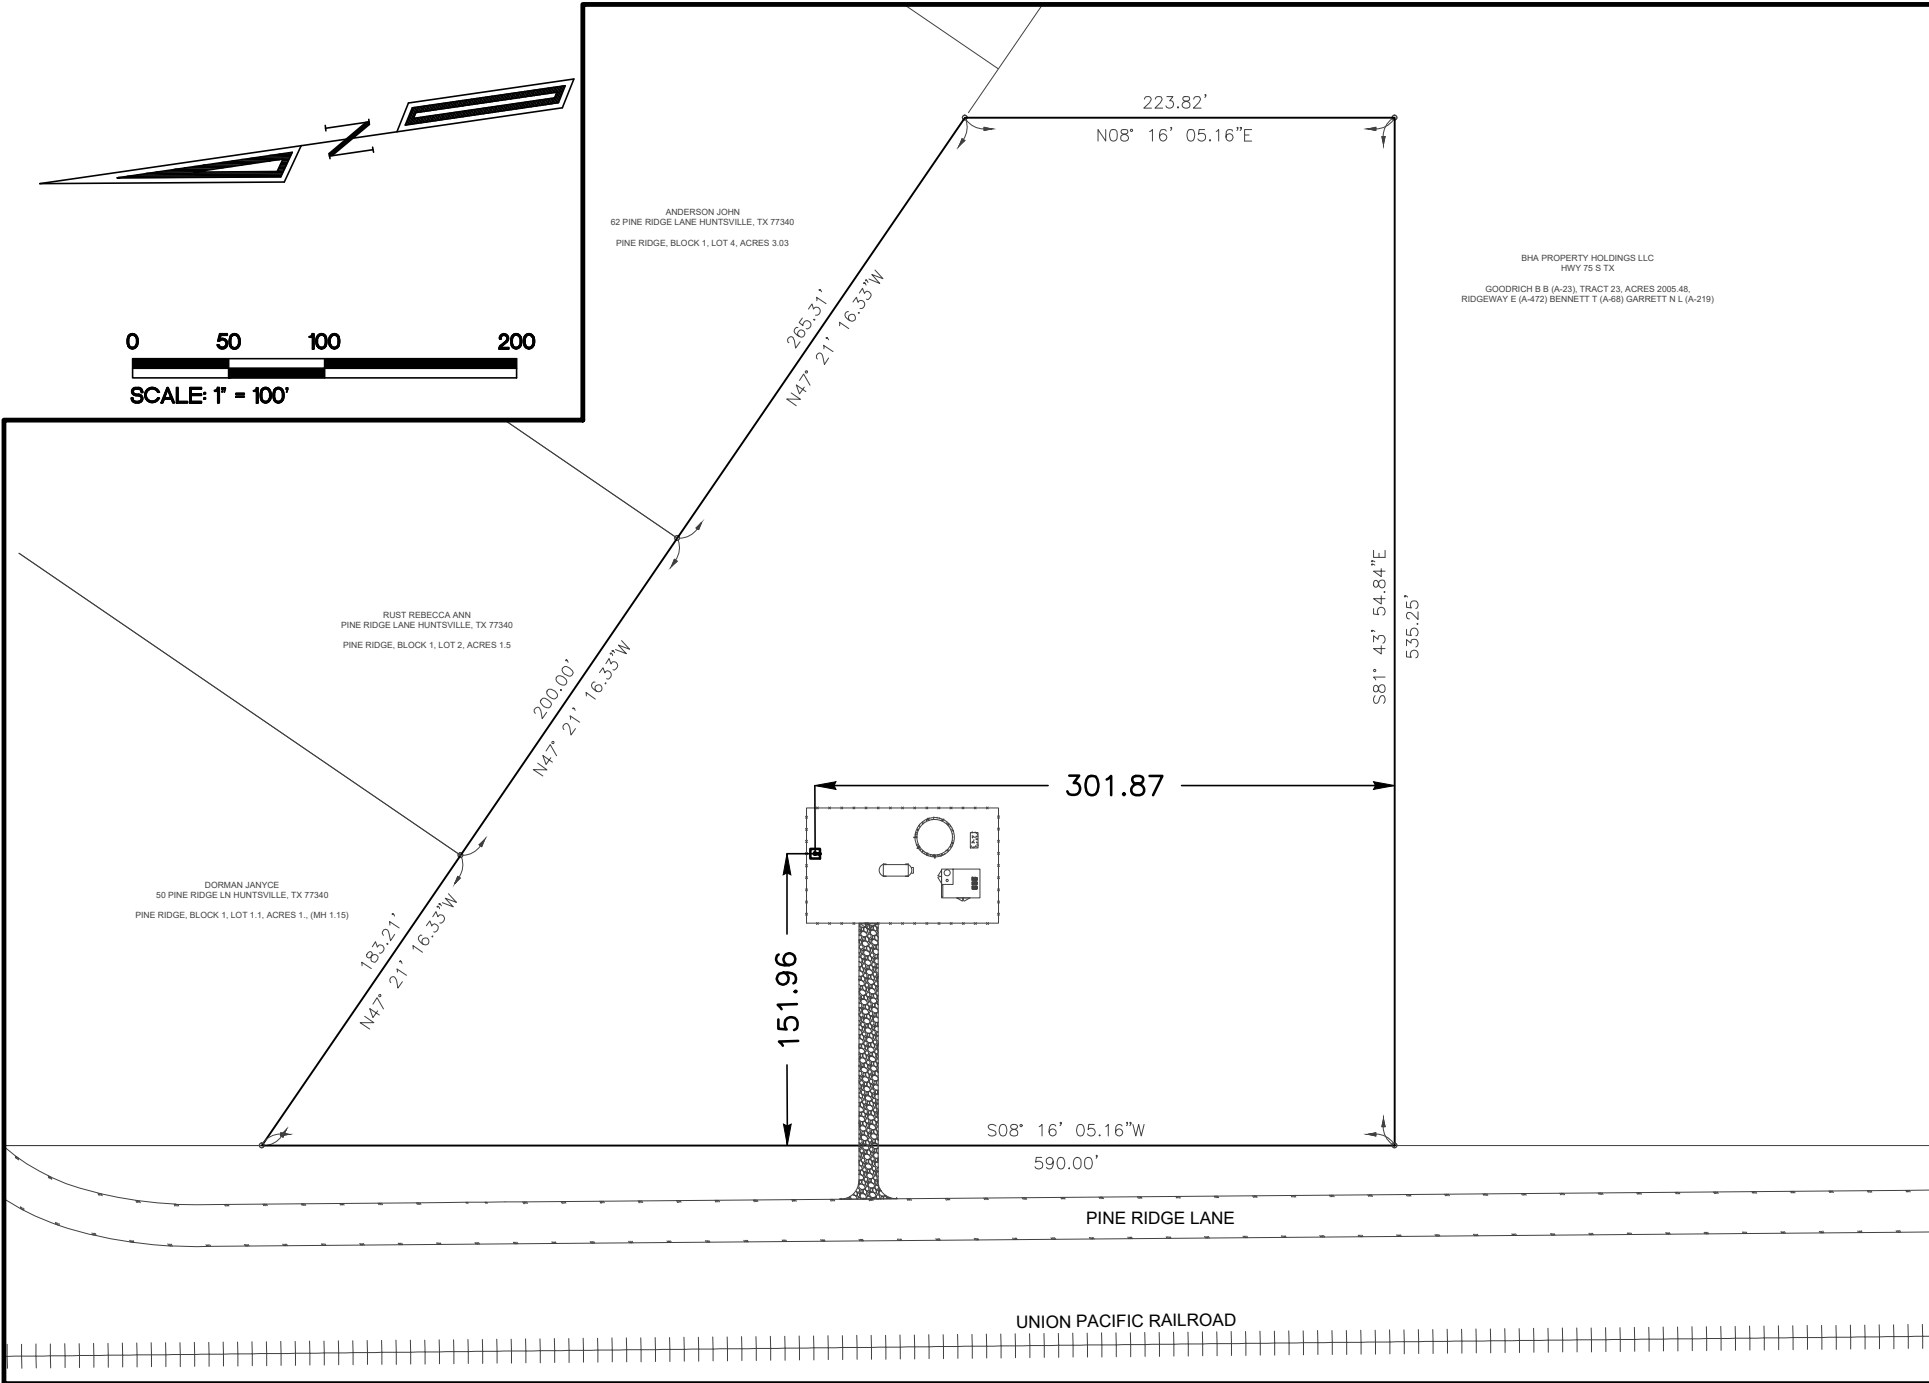 N
0 50 100 200
SCALE: 1" = 100'
223.82'
N08° 16' 05.16"E
ANDERSON JOHN
62 PINE RIDGE LANE HUNTSVILLE, TX 77340
PINE RIDGE, BLOCK 1, LOT 4, ACRES 3.03
BHA PROPERTY HOLDINGS LLC
HWY 75 S TX
GOODRICH B B (A-23), TRACT 23, ACRES 2005.48,
RIDGEWAY E (A-472) BENNETT T (A-68) GARRETT N L (A-219)
265.31'
N47° 21' 16.33"W
S81° 43' 54.84"E
535.25'
RUST REBECCA ANN
PINE RIDGE LANE HUNTSVILLE, TX 77340
PINE RIDGE, BLOCK 1, LOT 2, ACRES 1.5
200.00'
N47° 21' 16.33"W
301.87
DORMAN JANYCE
50 PINE RIDGE LN HUNTSVILLE, TX 77340
PINE RIDGE, BLOCK 1, LOT 1.1, ACRES 1., (MH 1.15)
183.21'
N47° 21' 16.33"W
151.96
S08° 16' 05.16"W
590.00'
PINE RIDGE LANE
UNION PACIFIC RAILROAD